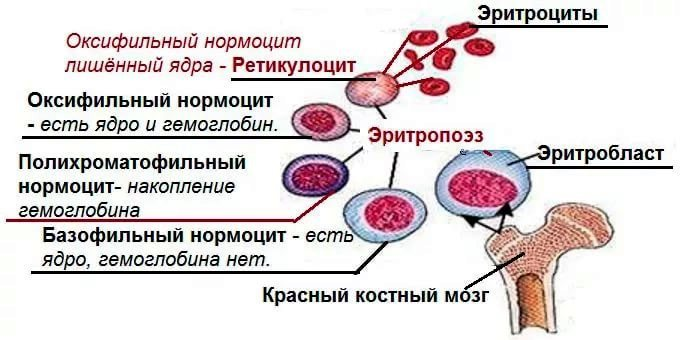 Эритроциты
Оксифильный нормоцит
лишённый ядра - Ретикулоцит
Оксифильный нормоцит
- есть ядро и гемоглобин.
Эритропоэз
Эритробласт
Полихроматофильный
нормоцит- накопление
гемоглобина
Базофильный нормоцит - есть
ядро, гемоглобина нет.
Красный костный мозг